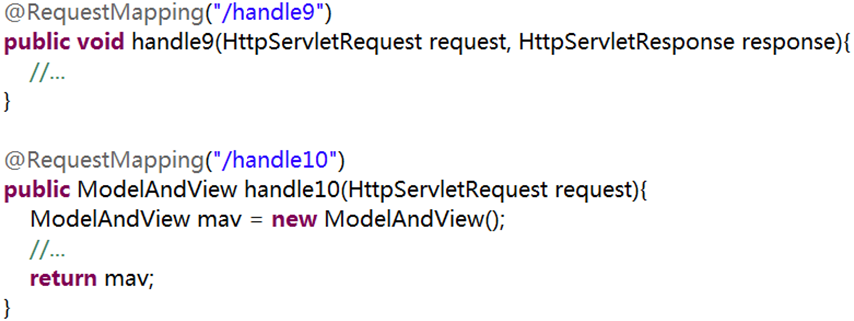 @RequestMapping("/handle9")
public void handle9(HttpServletRequest request, HttpServletResponse response){
//...
}
@RequestMapping("/handle10")
public ModelAndView handle10(HttpServletRequest request){
ModelAndView mav = new ModelAndView();
//...
return mav;
}